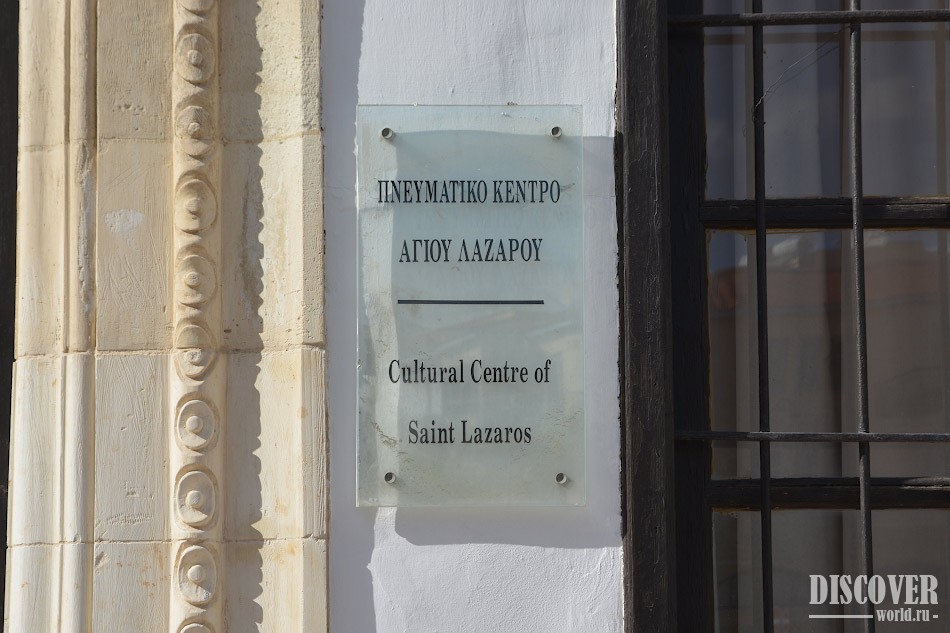 ΠΝΕΥΜΑΤΙΚΟ ΚΕΝΤΡΟ
ΑΓΙΟΥ ΛΑΖΑΡΟΥ
Cultural Centre of
Saint Lazaros
DISCOVER
world.ru -